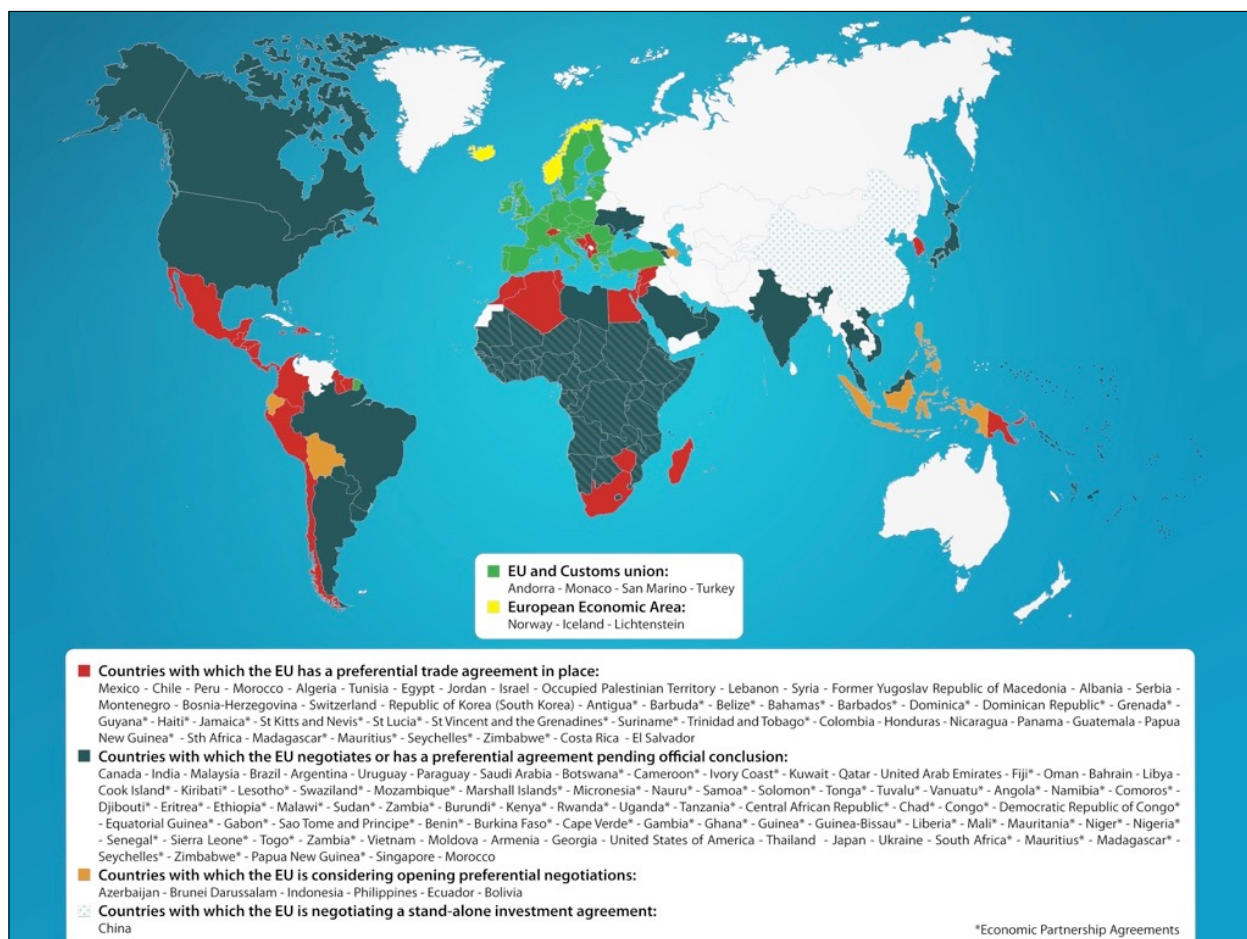 EU and Customs union:
Andorra - Monaco - San Marino - Turkey
European Economic Area:
Norway - Iceland - Lichtenstein
Countries with which the EU has a preferential trade agreement in place:
Mexico - Chile - Peru - Morocco - Algeria - Tunisia - Egypt - Jordan - Israel - Occupied Palestinian Territory - Lebanon - Syria - Former Yugoslav Republic of Macedonia - Albania - Serbia -
Montenegro - Bosnia-Herzegovina - Switzerland - Republic of Korea (South Korea) - Antigua* - Barbuda* - Belize* - Bahamas* - Barbados* - Dominica* - Dominican Republic* - Grenada* -
Guyana* - Haiti* - Jamaica* - St Kitts and Nevis* - St Lucia* - St Vincent and the Grenadines* - Suriname* - Trinidad and Tobago* - Colombia - Honduras - Nicaragua - Panama - Guatemala - Papua
New Guinea* - Sth Africa - Madagascar* - Mauritius* - Seychelles* - Zimbabwe* - Costa Rica - El Salvador
Countries with which the EU negotiates or has a preferential agreement pending official conclusion:
Canada - India - Malaysia - Brazil - Argentina - Uruguay - Paraguay - Saudi Arabia - Botswana* - Cameroon* - Ivory Coast* - Kuwait - Qatar - United Arab Emirates - Fiji* - Oman - Bahrain - Libya -
Cook Island* - Kiribati* - Lesotho* - Swaziland* - Mozambique* - Marshall Islands* - Micronesia* - Nauru* - Samoa* - Solomon* - Tonga* - Tuvalu* - Vanuatu* - Angola* - Namibia* - Comoros* -
Djibouti* - Eritrea* - Ethiopia* - Malawi* - Sudan* - Zambia* - Burundi* - Kenya* - Rwanda* - Uganda* - Tanzania* - Central African Republic* - Chad* - Congo* - Democratic Republic of Congo*
- Equatorial Guinea* - Gabon* - Sao Tome and Principe* - Benin* - Burkina Faso* - Cape Verde* - Gambia* - Ghana* - Guinea* - Guinea-Bissau* - Liberia* - Mali* - Mauritania* - Niger* - Nigeria*
- Senegal* - Sierra Leone* - Togo* - Zambia* - Vietnam - Moldova - Armenia - Georgia - United States of America - Thailand - Japan - Ukraine - South Africa* - Mauritius* - Madagascar* -
Seychelles* - Zimbabwe* - Papua New Guinea* - Singapore - Morocco
Countries with which the EU is considering opening preferential negotiations:
Azerbaijan - Brunei Darussalam - Indonesia - Philippines - Ecuador - Bolivia
Countries with which the EU is negotiating a stand-alone investment agreement:
China
*Economic Partnership Agreements